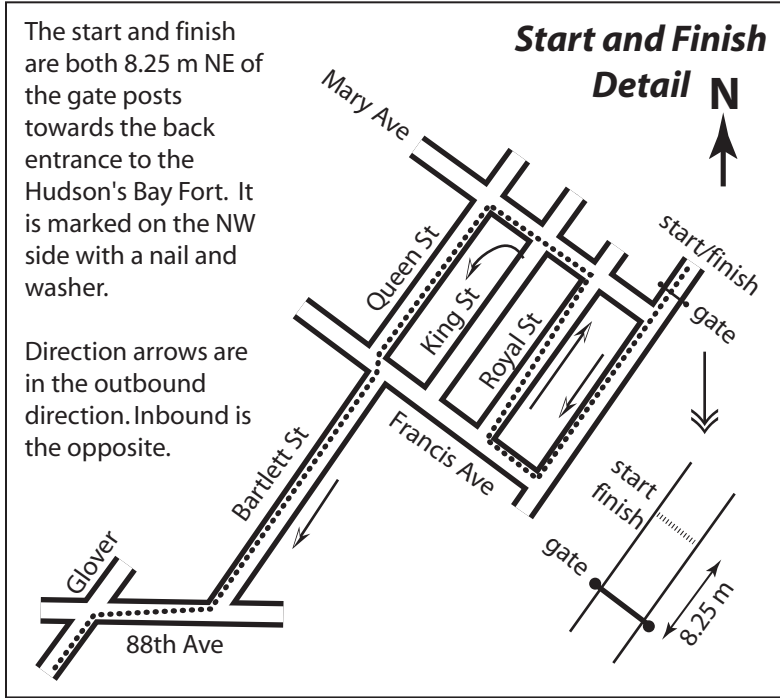 The start and finish
are both 8.25 m NE of
the gate posts
towards the back
entrance to the
Hudson's Bay Fort.  It
is marked on the NW
side with a nail and
washer.
Direction arrows are
in the outbound
direction. Inbound is
the opposite.
Start and Finish
Detail
N
Mary Ave
Queen St
King St
Royal St
start/finish
gate
Francis Ave
Bartlett St
Glover
88th Ave
start
finish
gate
8.25 m